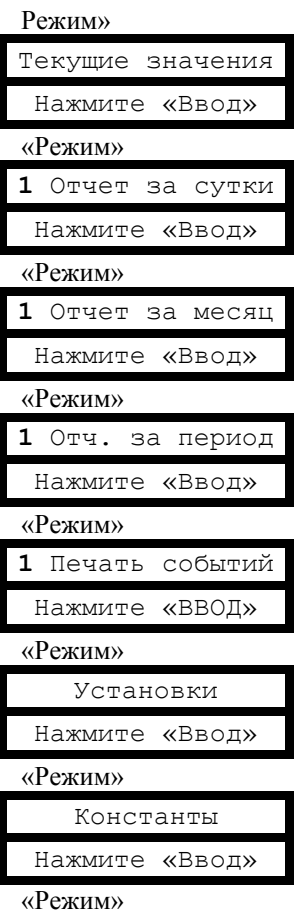 Режим»
Текущие значения
Нажмите «Ввод»
«Режим»
1 Отчет за сутки
Нажмите «Ввод»
«Режим»
1 Отчет за месяц
Нажмите «Ввод»
«Режим»
1 Отч. за период
Нажмите «Ввод»
«Режим»
1 Печать событий
Нажмите «ВВОД»
«Режим»
Установки
Нажмите «Ввод»
«Режим»
Константы
Нажмите «Ввод»
«Режим»